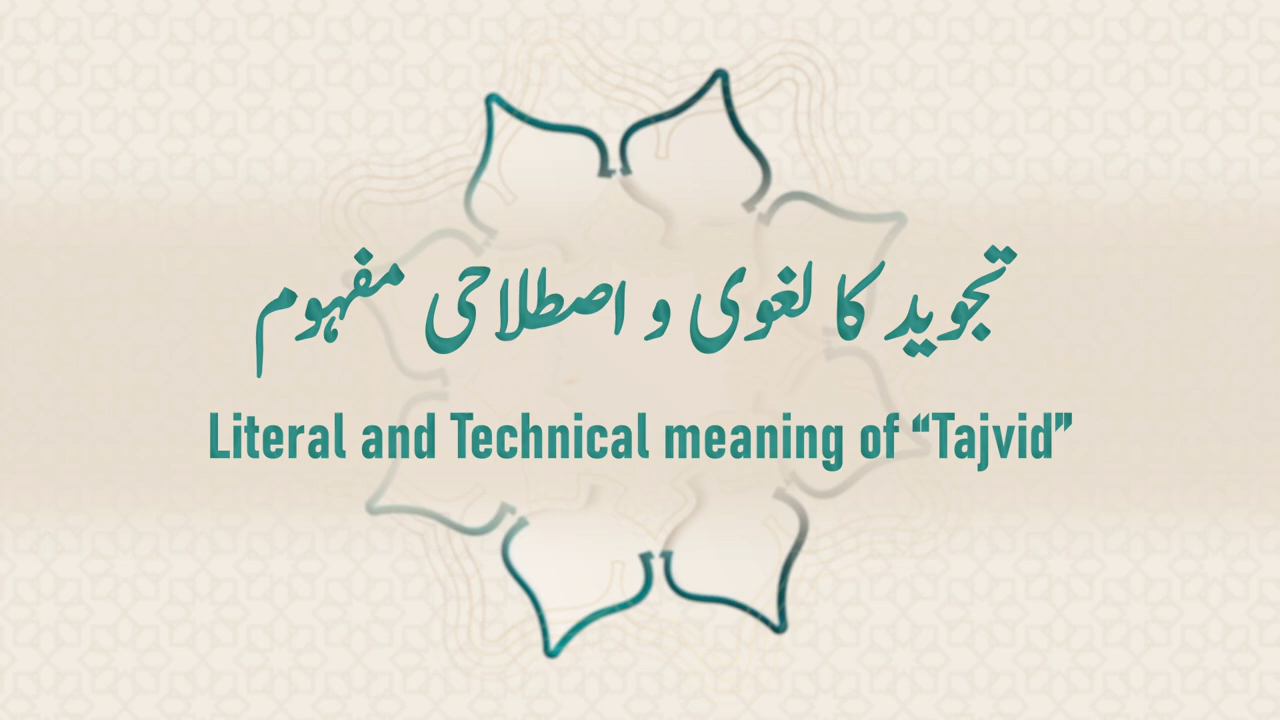 تجوید کا لغوی و اصطلاحی مفہوم
Literal and Technical meaning of “Tajvid”